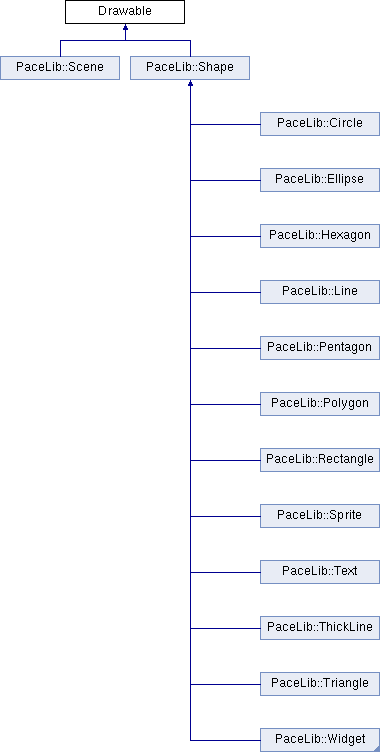 Drawable
PaceLib::Scene
PaceLib::Shape
PaceLib::Circle
PaceLib::Ellipse
PaceLib::Hexagon
PaceLib::Line
PaceLib::Pentagon
PaceLib::Polygon
PaceLib::Rectangle
PaceLib::Sprite
PaceLib::Text
PaceLib::ThickLine
PaceLib::Triangle
PaceLib::Widget